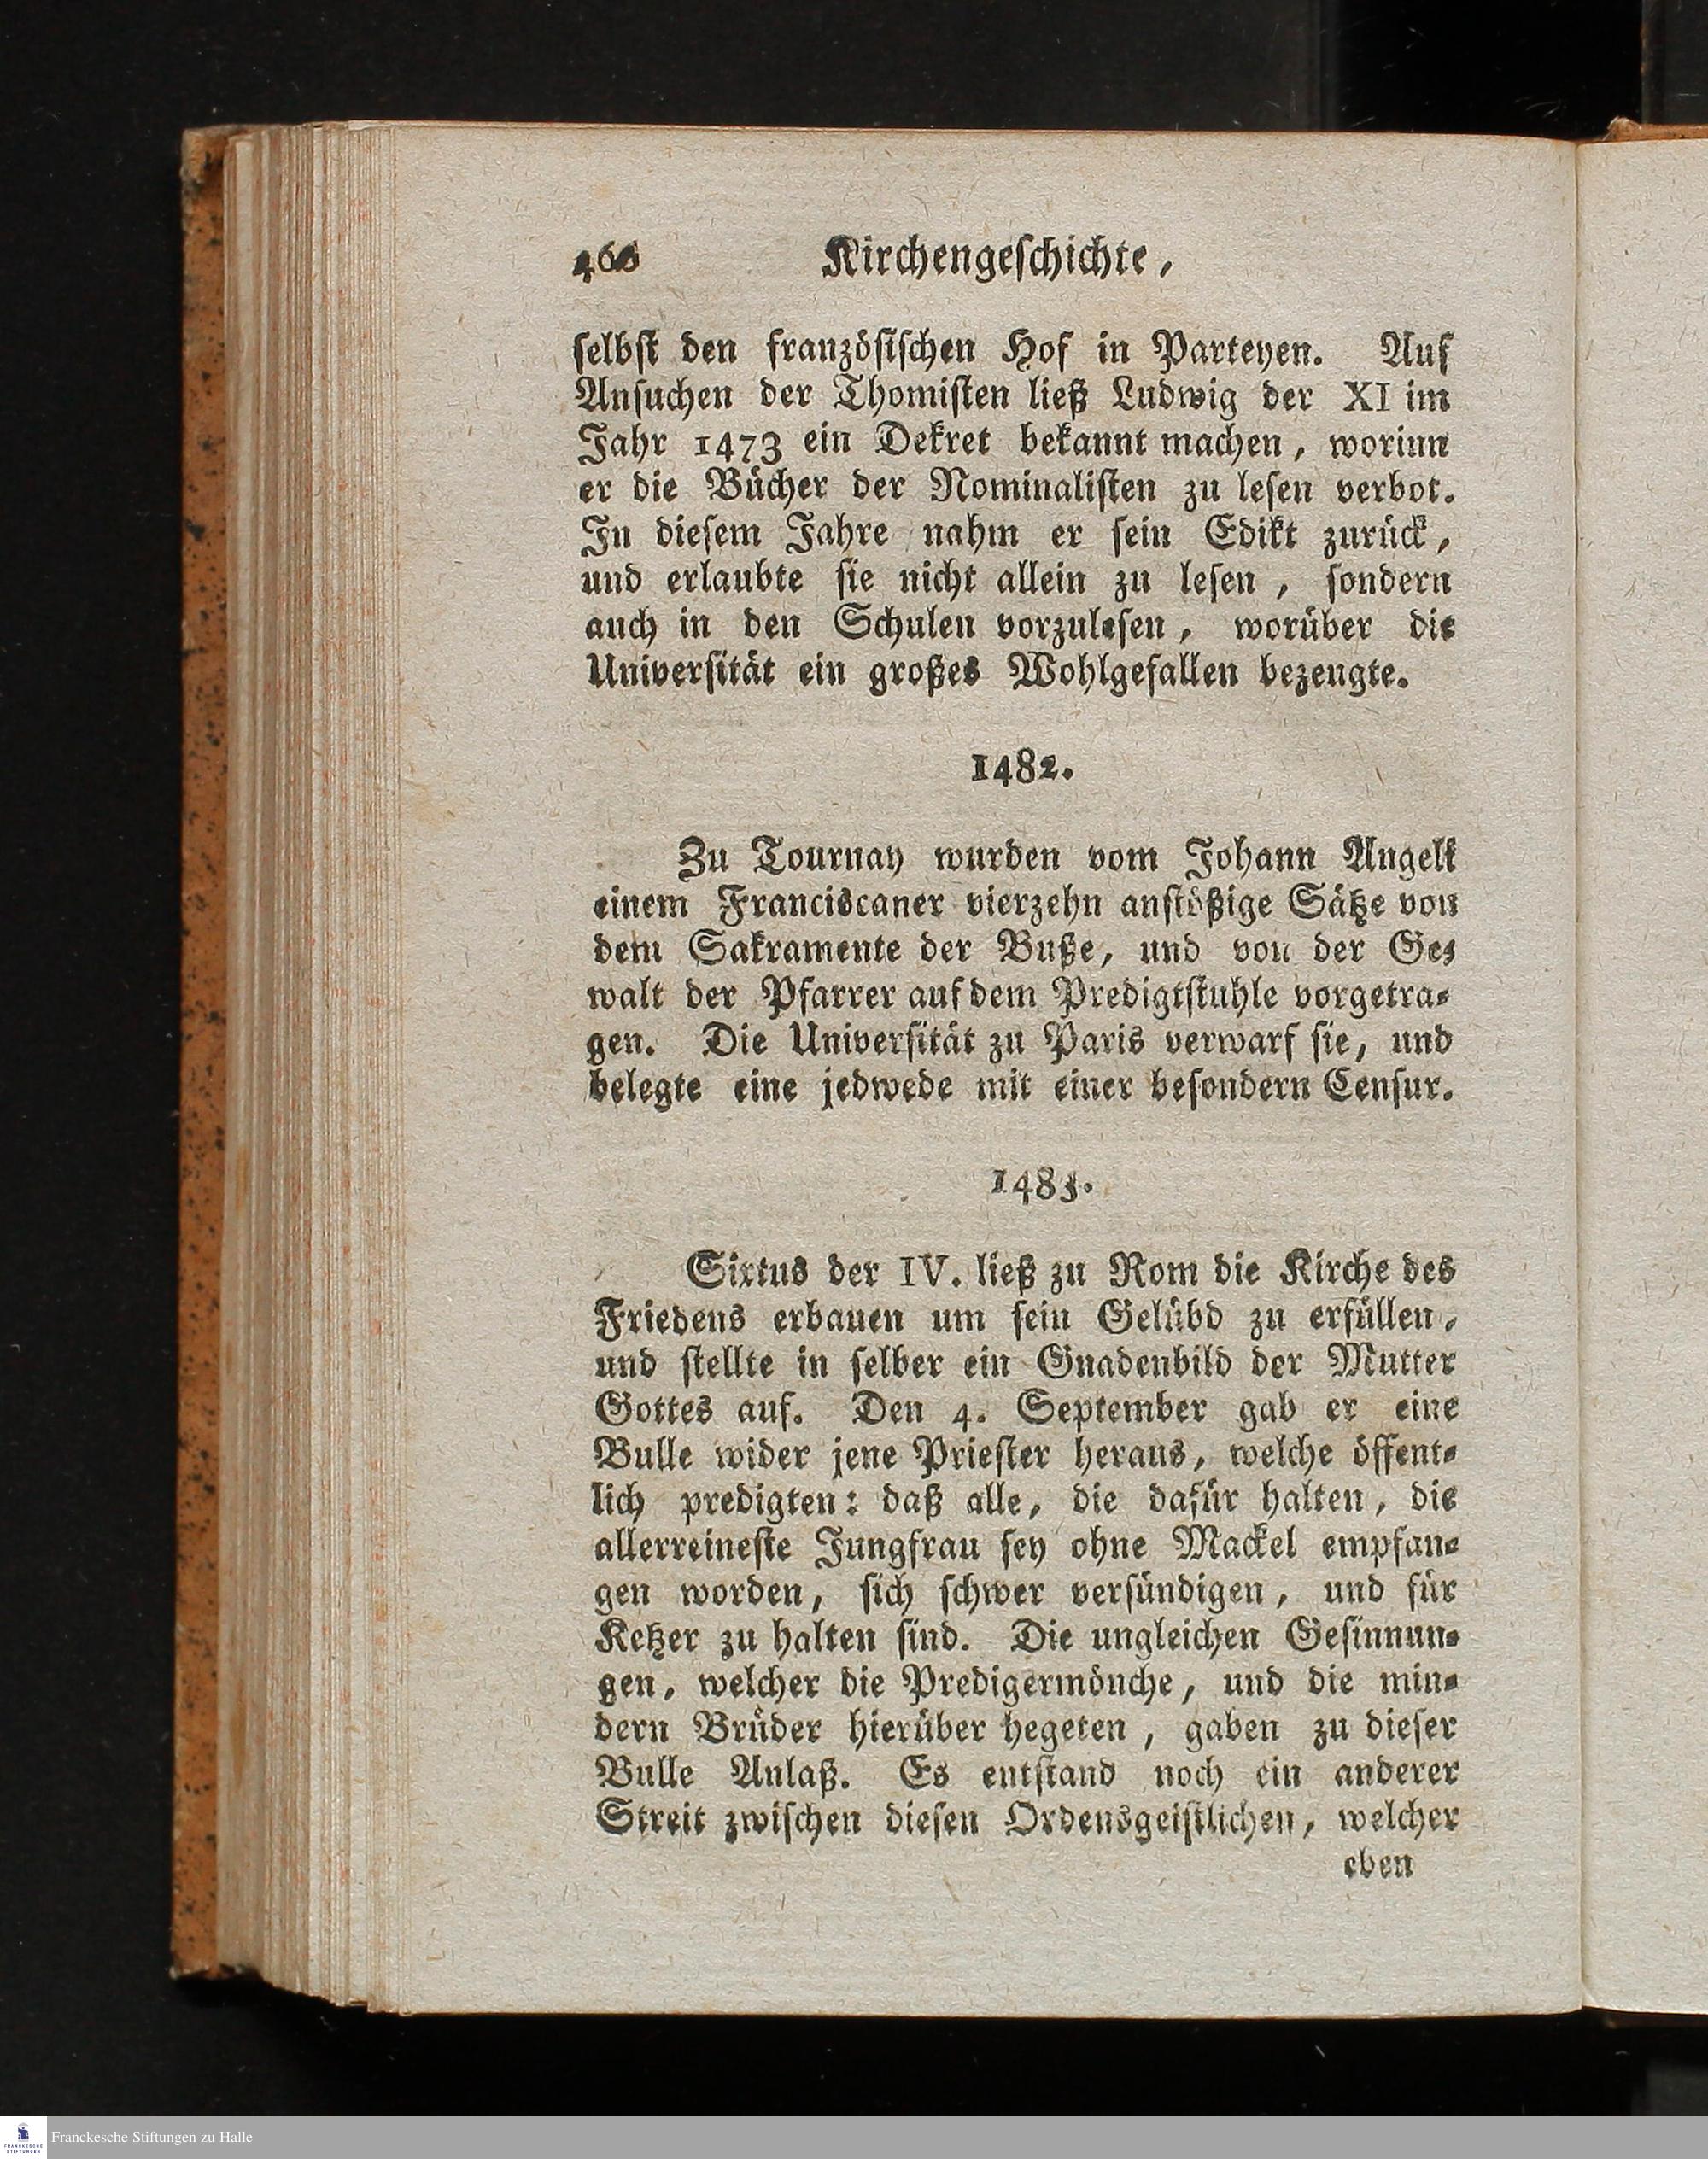 460 Kirchengeschichte,
selbst den französischen Hof in Parteyen. Auf
Ansuchen der Thomisten ließ Ludwig der XI im
Jahr 1473 ein Dekret bekannt machen, worinn
er die Bücher der Nominalisten zu lesen verbot.
In diesem Jahre nahm er sein Edikt zurück,
und erlaubte sie nicht allein zu lesen, sondern
auch in den Schulen vorzulesen, worüber die
Universität ein großes Wohlgefallen bezeugte.
1482.
Zu Tournay wurden vom Johann Angeli
einem Franciscaner vierzehn anstößige Sätze von
dem Sakramente der Buße, und von der Ge-
walt der Pfarrer auf dem Predigtstuhle vorgetra-
gen. Die Universität zu Paris verwarf sie, und
belegte eine jedwede mit einer besondern Censur.
1483.
Sixtus der IV. ließ zu Rom die Kirche des
Friedens erbauen um sein Gelübd zu erfüllen,
und stellte in selber ein Gnadenbild der Mutter
Gottes auf. Den 4. September gab er eine
Bulle wider jene Priester heraus, welche öffent-
lich predigten: daß alle, die dafür halten, die
allerreineste Jungfrau sey ohne Mackel empfan-
gen worden, sich schwer versündigen, und für
Ketzer zu halten sind. Die ungleichen Gesinnun-
gen, welcher die Predigermönche, und die min-
dern Brüder hierüber hegeten, gaben zu dieser
Bulle Anlaß. Es entstand noch ein anderer
Streit zwischen diesen Ordensgeistlichen, welcher
eben
Franckesche Stiftungen zu Halle
FRANCKESCHE
STIFTUNGEN